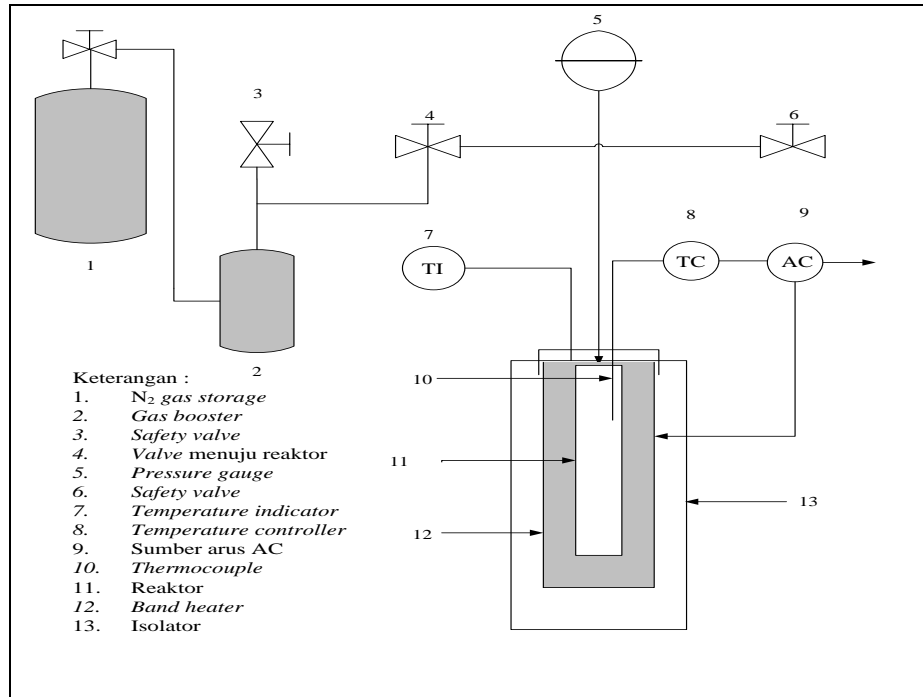 5
3
4
6
8
9
7
TI
TC
AC
1
2
10
11
12
13
Keterangan :
1. N₂ gas storage
2. Gas booster
3. Safety valve
4. Valve menuju reaktor
5. Pressure gauge
6. Safety valve
7. Temperature indicator
8. Temperature controller
9. Sumber arus AC
10. Thermocouple
11. Reaktor
12. Band heater
13. Isolator